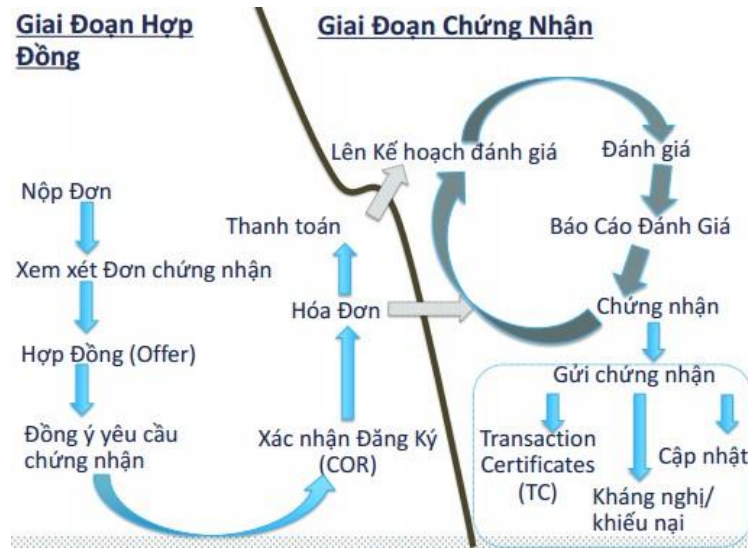 Giai Đoạn Hợp
Đồng
Nộp Đơn
Xem xét Đơn chứng nhận
Hợp Đồng (Offer)
Đồng ý yêu cầu
chứng nhận
Xác nhận Đăng Ký
(COR)
Hóa Đơn
Thanh toán
Giai Đoạn Chứng Nhận
Lên Kế hoạch đánh giá
Đánh giá
Báo Cáo Đánh Giá
Chứng nhận
Gửi chứng nhận
Transaction
Certificates
(TC)
Kháng nghị/
khiếu nại
Cập nhật